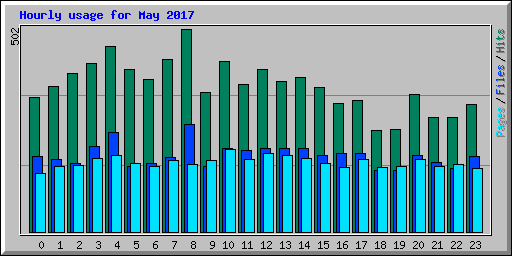 Hourly usage for May 2017
502
Pages/Files/Hits
0 1 2 3 4 5 6 7 8 9 10 11 12 13 14 15 16 17 18 19 20 21 22 23